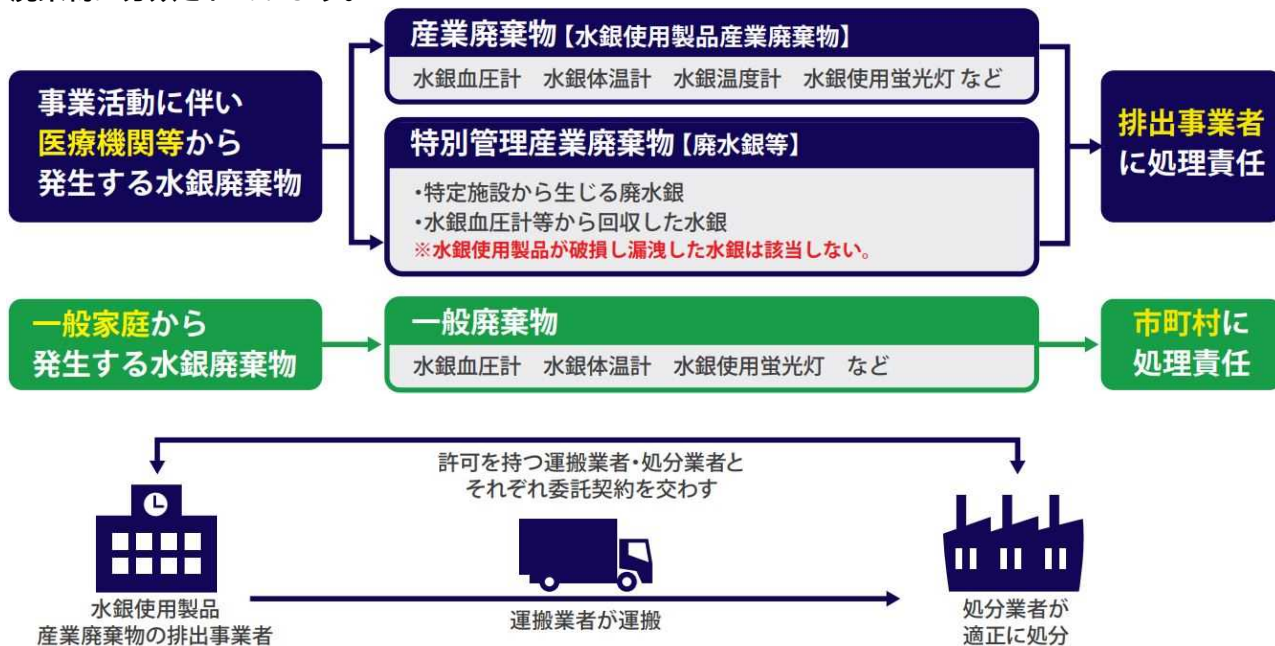 事業活動に伴い
医療機関等から
発生する水銀廃棄物
産業廃棄物【水銀使用製品産業廃棄物】
水銀血圧計 水銀体温計 水銀温度計 水銀使用蛍光灯 など
特別管理産業廃棄物【廃水銀等】
・特定施設から生じる廃水銀
・水銀血圧計等から回収した水銀
※水銀使用製品が破損し漏洩した水銀は該当しない。
排出事業者
に処理責任
一般家庭から
発生する水銀廃棄物
一般廃棄物
水銀血圧計 水銀体温計 水銀使用蛍光灯 など
市町村に
処理責任
許可を持つ運搬業者・処分業者と
それぞれ委託契約を交わす
水銀使用製品
産業廃棄物の排出事業者
運搬業者が運搬
処分業者が
適正に処分